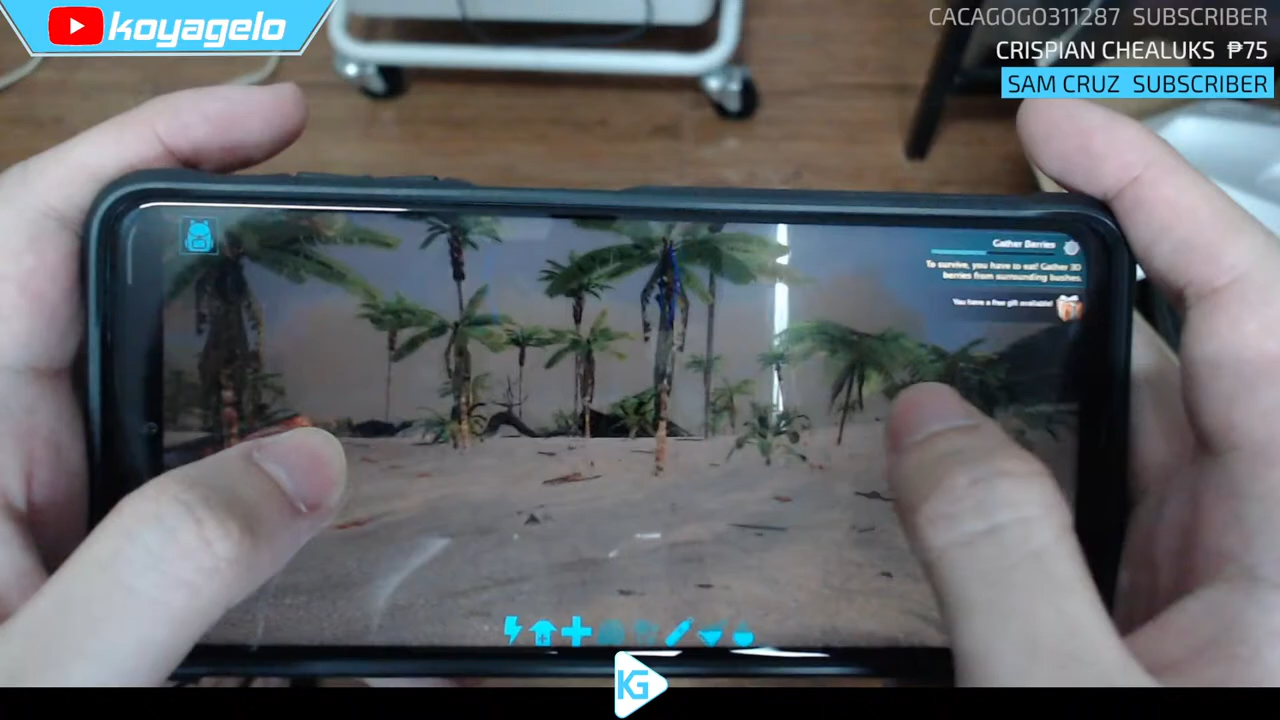 koyagelo
CACAGOGO311287 SUBSCRIBER
CRISPIAN CHEALUKS ₱75
SAM CRUZ SUBSCRIBER
Gather Berries
To survive, you have to eat! Gather 30
berries from surrounding bushes.
You have a free gift available!
KG